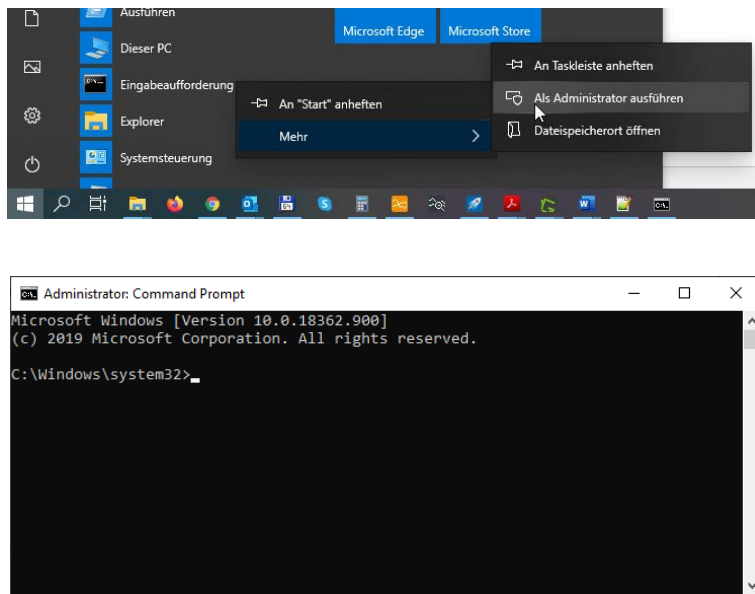 Ausführen
Microsoft Edge
Microsoft Store
Dieser PC
An Taskleiste anheften
Eingabeaufforderung
An "Start" anheften
Als Administrator ausführen
Explorer
Mehr
Dateispeicherort öffnen
Systemsteuerung
Administrator: Command Prompt
Microsoft Windows [Version 10.0.18362.900]
(c) 2019 Microsoft Corporation. All rights reserved.
C:\Windows\system32>